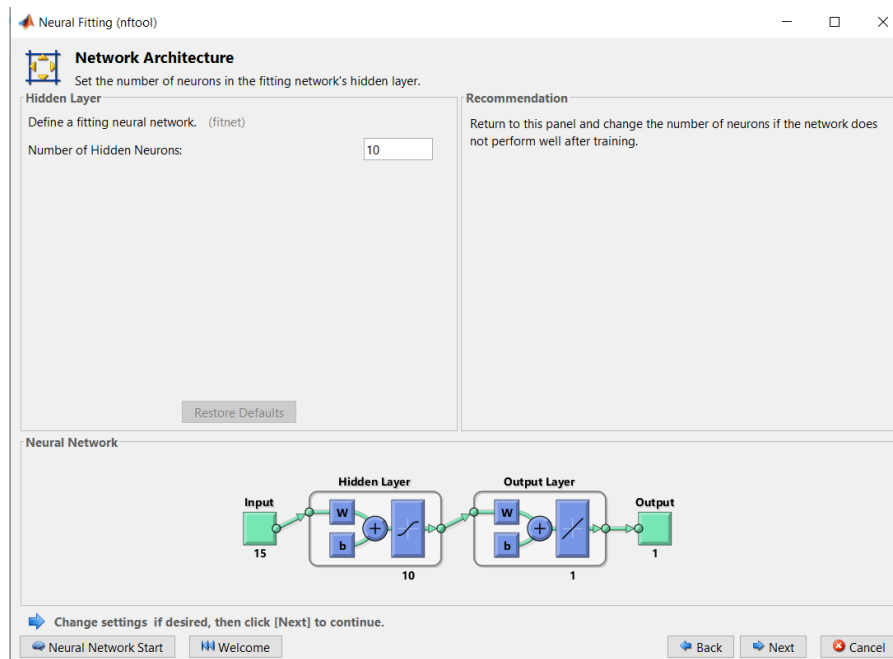 Neural Fitting (nftool)
Network Architecture
Set the number of neurons in the fitting network's hidden layer.
Hidden Layer
Define a fitting neural network. (fitnet)
Number of Hidden Neurons: 10
Restore Defaults
Recommendation
Return to this panel and change the number of neurons if the network does
not perform well after training.
Neural Network
Hidden Layer
Output Layer
Input
Output
W
W
b
b
15
10
1
1
Change settings if desired, then click [Next] to continue.
Neural Network Start
Welcome
Back
Next
Cancel